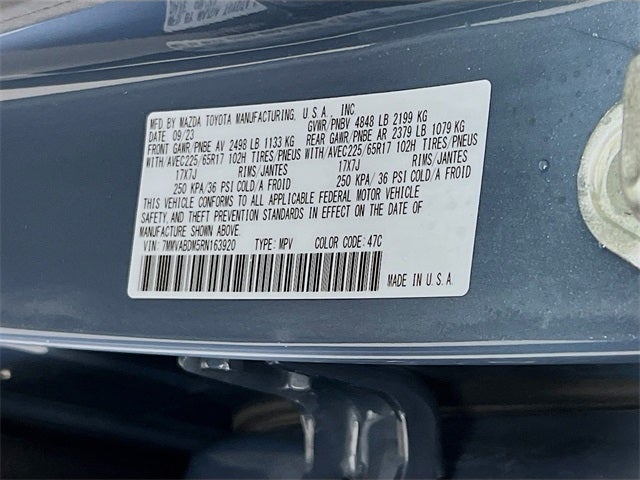 MFD.BY MAZDA TOYOTA MANUFACTURING, U.S.A., INC
DATE 09/23 GVWR/PNBV 4848 LB 2199 KG
FRONT GAWR/PNBE AV 2498 LB 1133 KG REAR GAWR/PNBE AR 2379 LB 1079 KG
WITH/AVEC225/65R17 102H TIRES/PNEUS WITH/AVEC225/65R17 102H TIRES/PNEUS
17X7J RIMS/JANTES 17X7J RIMS/JANTES
250 KPA/36 PSI COLD/A FROID 250 KPA/36 PSI COLD/A FROID
THIS VEHICLE CONFORMS TO ALL APPLICABLE FEDERAL MOTOR VEHICLE
SAFETY, AND THEFT PREVENTION STANDARDS IN EFFECT ON THE DATE OF
MANUFACTURE SHOWN ABOVE.
VIN: 7MMVABDM5RN163920 TYPE: MPV COLOR CODE: 47C
MADE IN U.S.A.